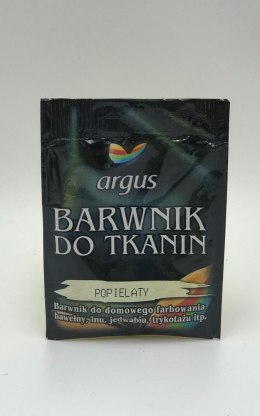 argus
BARWNIK
DO TKANIN
POPIELATY
Barwnik do domowego farbowania
bawełny, lnu, jedwabiu, trykotażu itp.